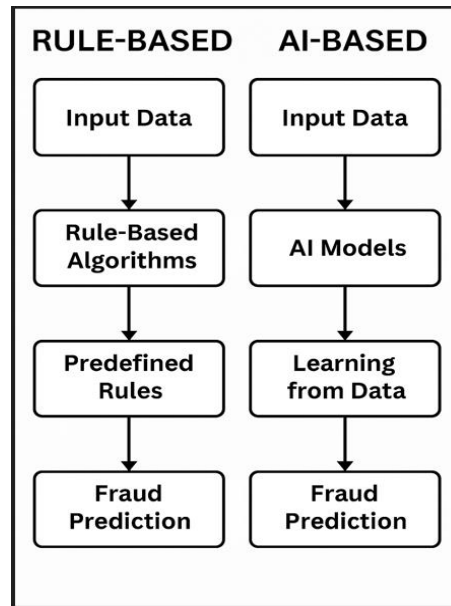 RULE-BASED
Input Data
Rule-Based
Algorithms
Predefined
Rules
Fraud
Prediction
AI-BASED
Input Data
AI Models
Learning
from Data
Fraud
Prediction